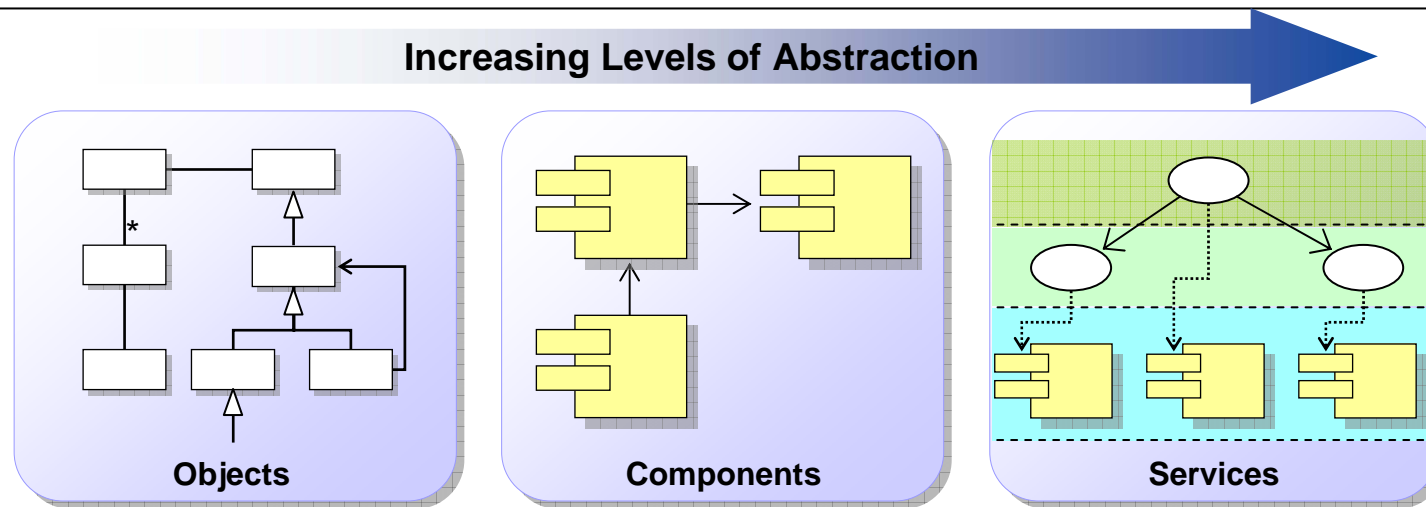 Increasing Levels of Abstraction
*
Objects
Components
Services